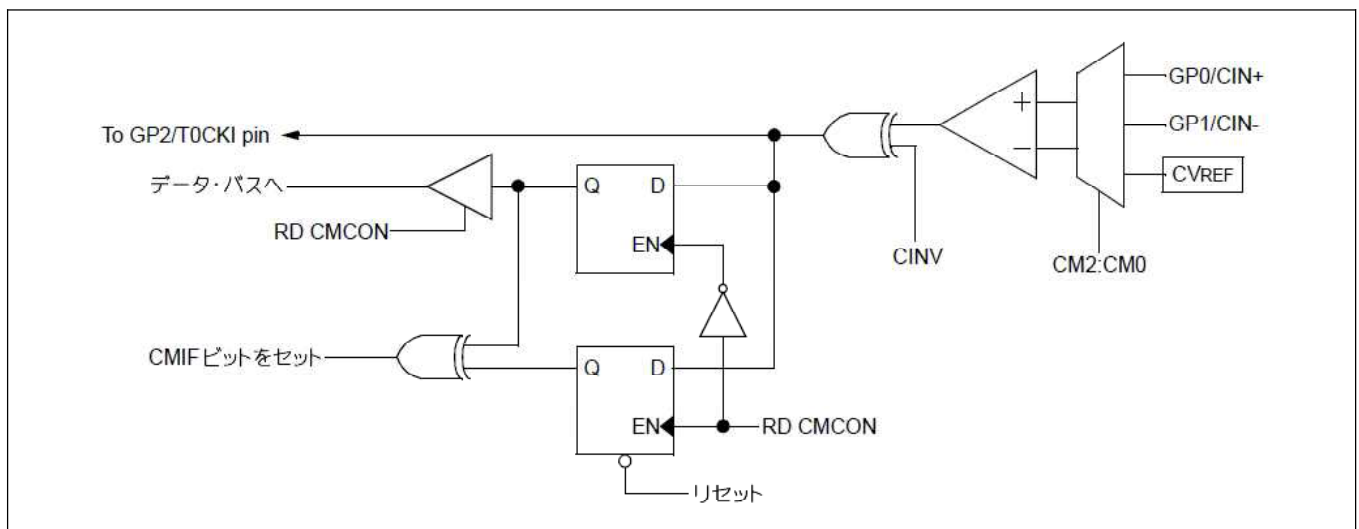 GP0/CIN+
To GP2/T0CKI pin
GP1/CIN-
データ・バスへ
Q D
CVREF
RD CMCON
EN
CINV
CM2:CM0
CMIFビットをセット
Q D
EN
RD CMCON
リセット